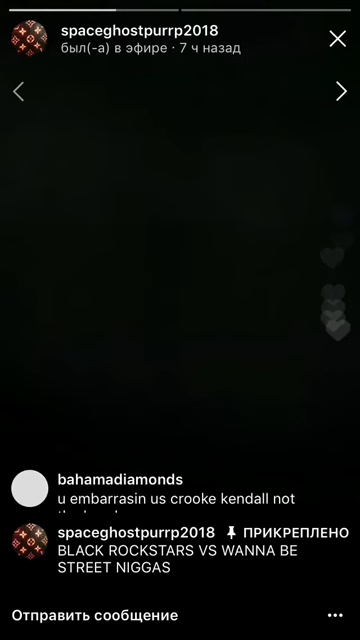 spaceghostpurrp2018
был(-а) в эфире · 7 ч назад
bahamadiamonds
u embarrasin us crooke kendall not
spaceghostpurrp2018 ПРИКРЕПЛЕНО
BLACK ROCKSTARS VS WANNA BE
STREET NIGGAS
Отправить сообщение